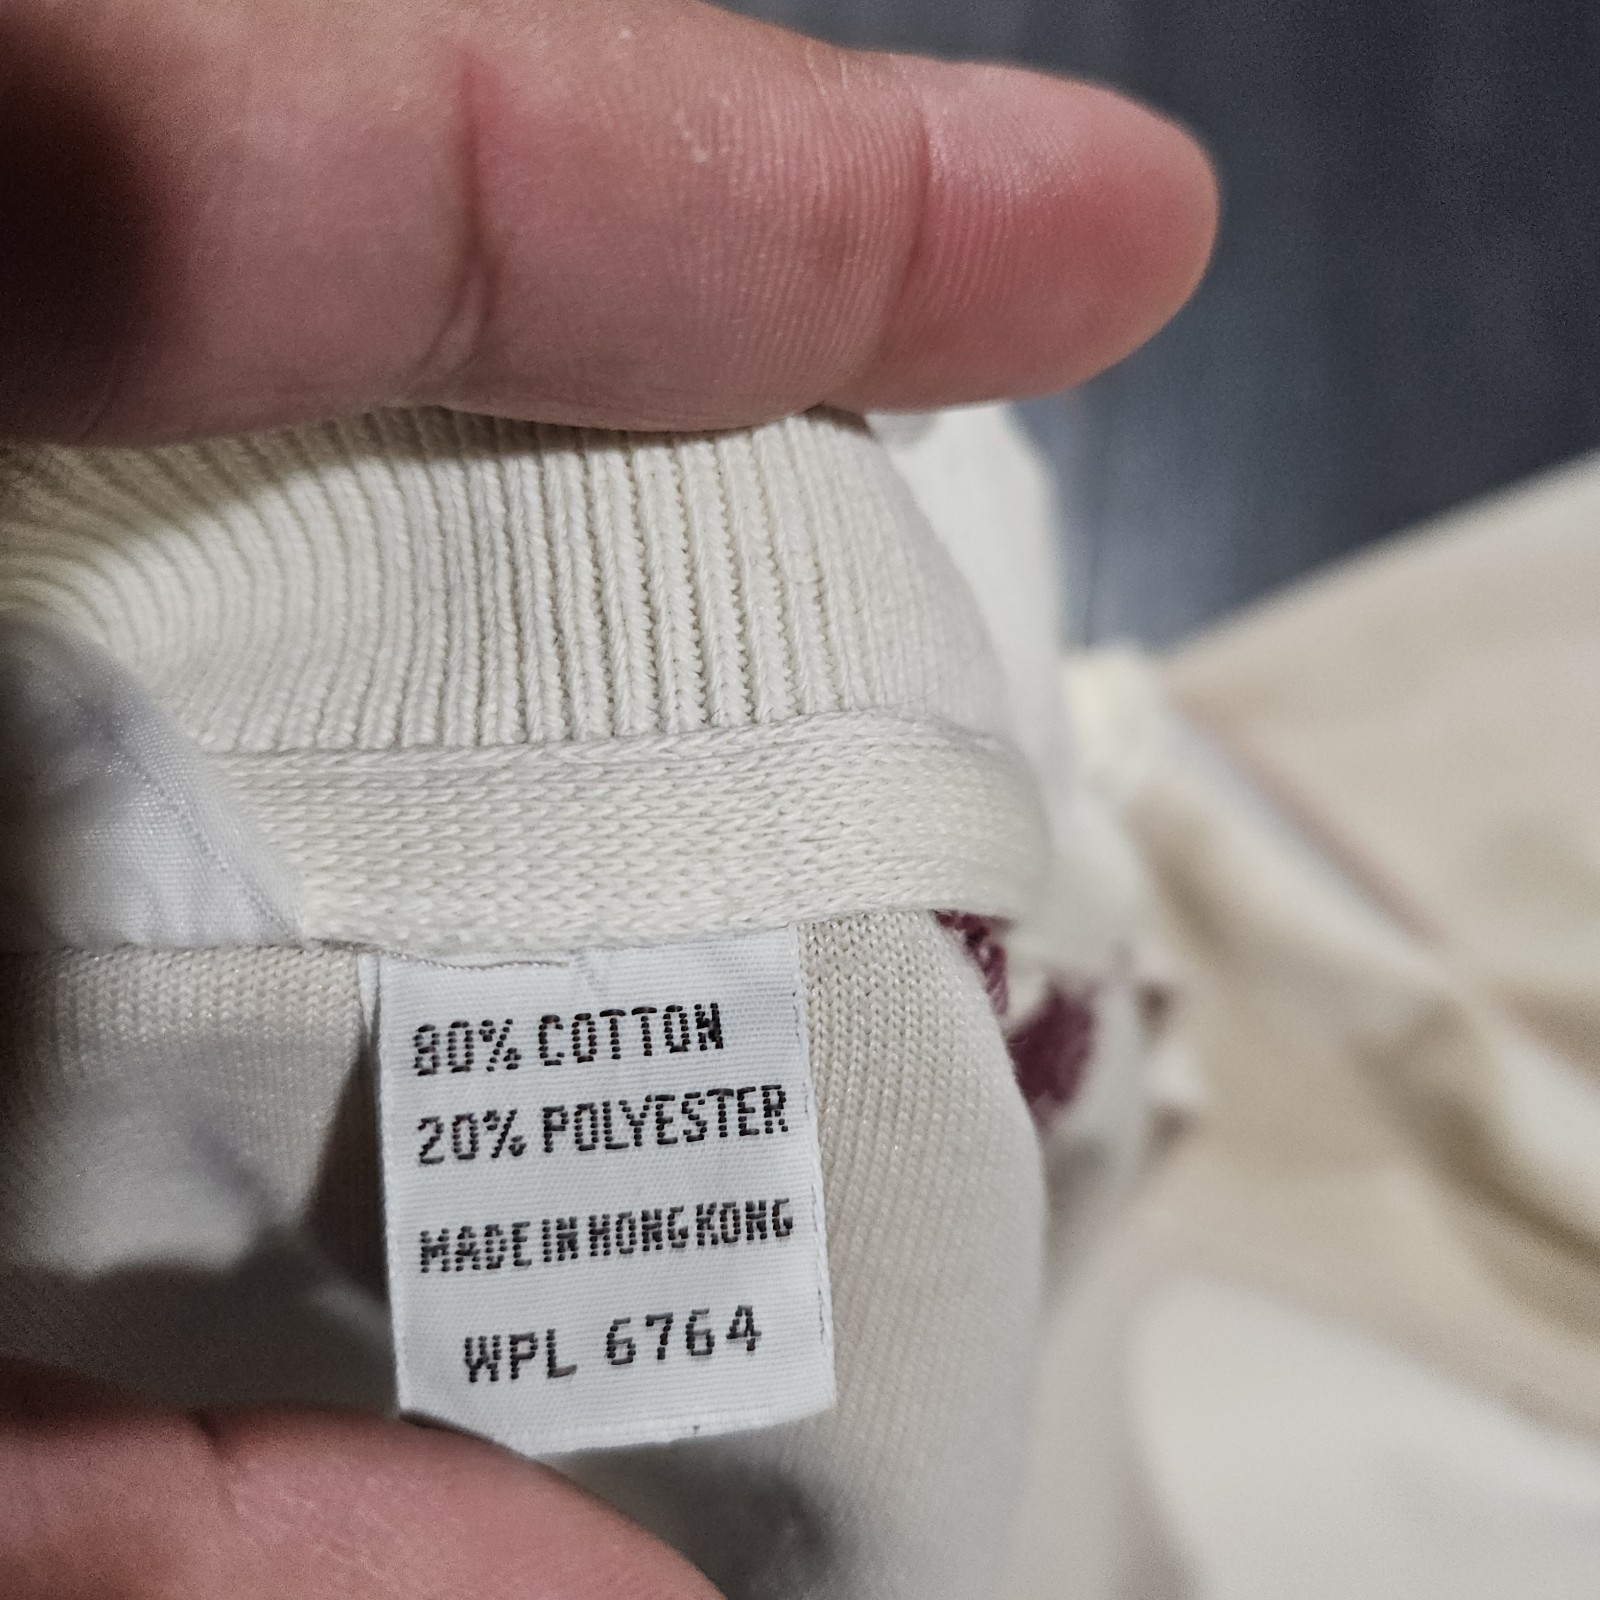 80% COTTON
20% POLYESTER
MADE IN HONG KONG
WPL 6764